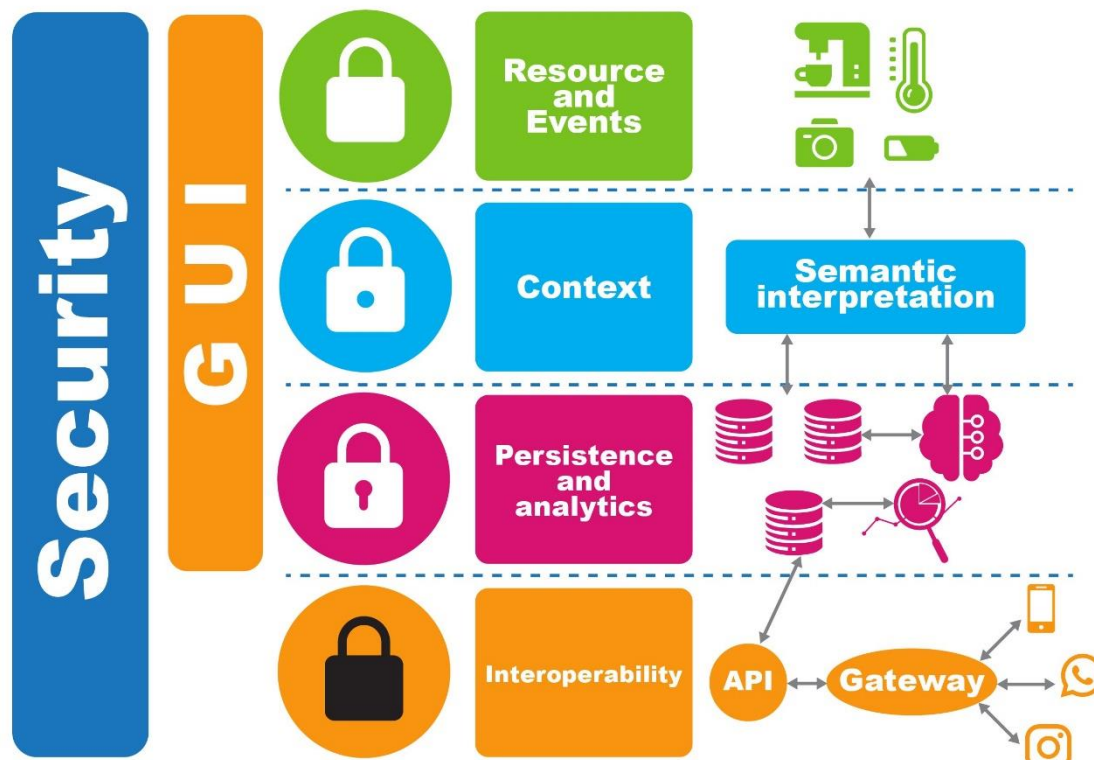 Security
GUI
Resource
and
Events
Context
Semantic
interpretation
Persistence
and
analytics
Interoperability
API
Gateway